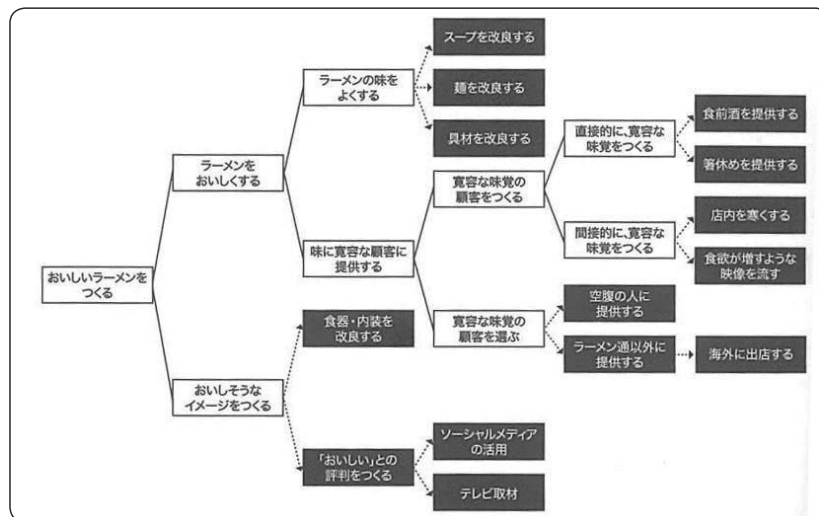 スープを改良する
ラーメンの味を
よくする
麺を改良する
食前酒を提供する
具材を改良する
直接的に、寛容な
味覚をつくる
ラーメンを
おいしくする
寛容な味覚の
顧客をつくる
箸休めを提供する
店内を寒くする
味に寛容な顧客に
提供する
間接的に、寛容な
味覚をつくる
食欲が増すような
映像を流す
おいしいラーメンを
つくる
空腹の人に
提供する
食器・内装を
改良する
寛容な味覚の
顧客を選ぶ
ラーメン通以外に
提供する
海外に出店する
おいしそうな
イメージをつくる
ソーシャルメディア
の活用
「おいしい」との
評判をつくる
テレビ取材